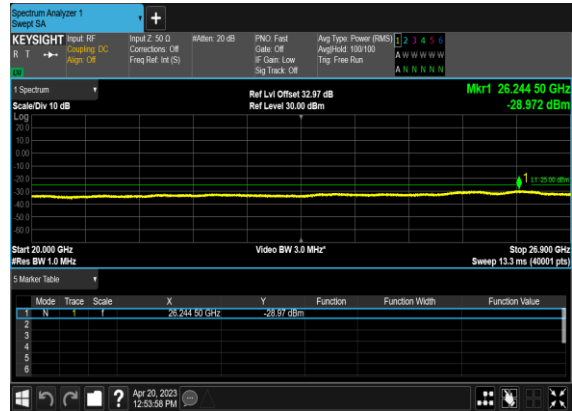 Spectrum Analyzer 1
Swept SA
+
KEYSIGHT
R T
Input: RF
Coupling: DC
Align: Off
Input Z: 50 Ω
Corrections: Off
Freq Ref: Int (S)
#Atten: 20 dB
PNO: Fast
Gate: Off
IF Gain: Low
Sig Track: Off
Avg Type: Power (RMS)
Avg|Hold: 100/100
Trig: Free Run
1 2 3 4 5 6
A W W W W W
A N N N N N
1 Spectrum
Scale/Div 10 dB
Ref Lvl Offset 32.97 dB
Ref Level 30.00 dBm
Mkr1 26.244 50 GHz
-28.972 dBm
Log
20.0
10.0
0.00
-10.0
-20.0
-30.0
-40.0
-50.0
-60.0
1
L1 -25.00 dBm
Start 20.000 GHz
#Res BW 1.0 MHz
Video BW 3.0 MHz*
Stop 26.900 GHz
Sweep 13.3 ms (40001 pts)
5 Marker Table
Mode Trace Scale X Y Function Function Width Function Value
1 N 1 f 26.244 50 GHz -28.97 dBm
2
3
4
5
6
?
Apr 20, 2023
12:53:58 PM